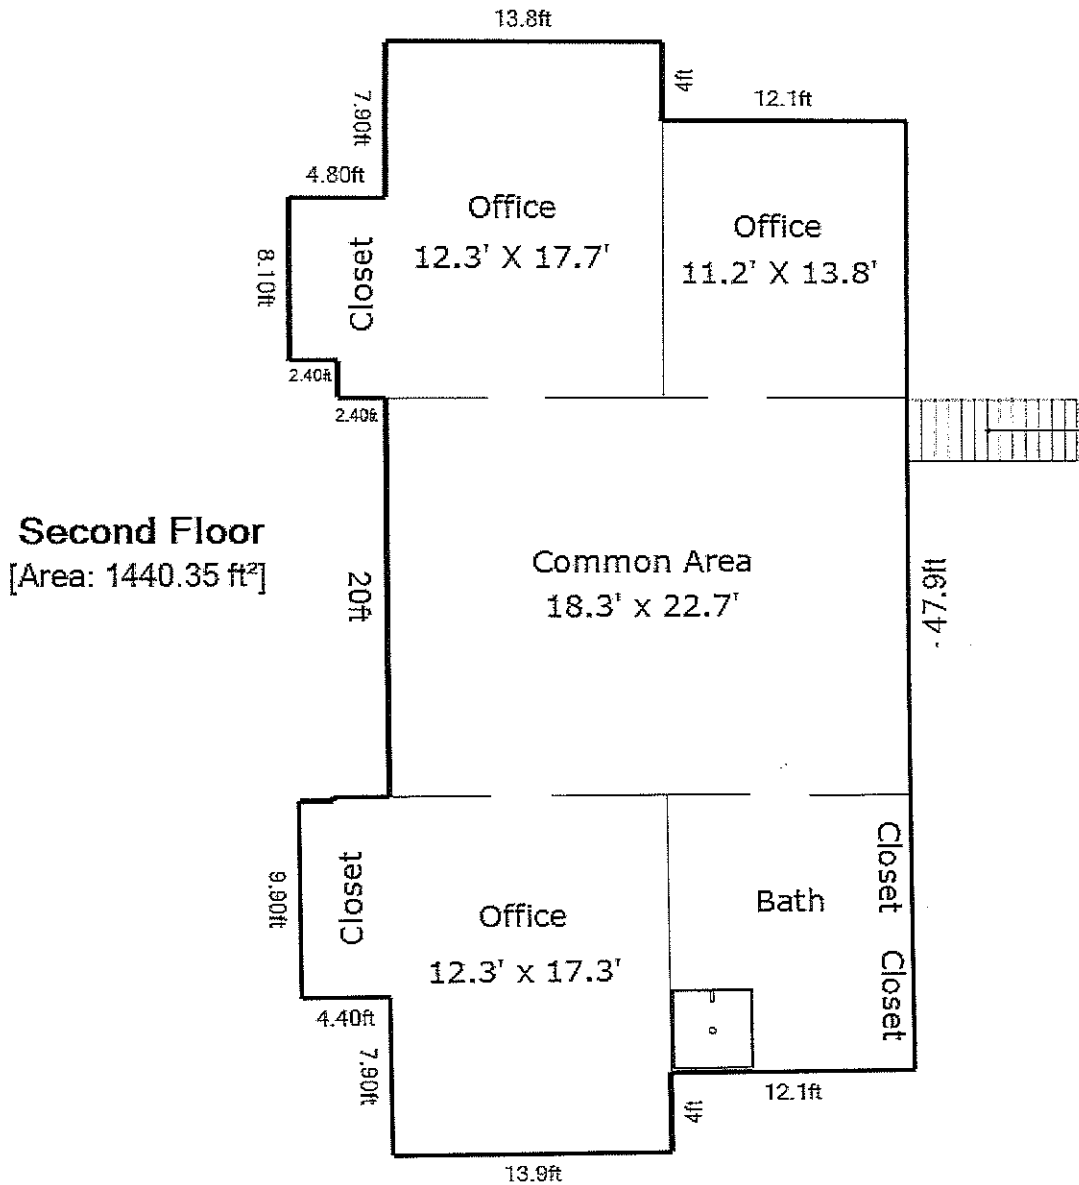 13.8ft
4ft
12.1ft
7.90ft
4.80ft
Office
12.3' X 17.7'
Office
11.2' X 13.8'
Closet
8.10ft
2.40ft
2.40ft
Second Floor
[Area: 1440.35 ft²]
20ft
Common Area
18.3' x 22.7'
47.9ft
Closet
9.90ft
Office
12.3' x 17.3'
Bath
Closet
Closet
4.40ft
7.90ft
4ft
12.1ft
13.9ft